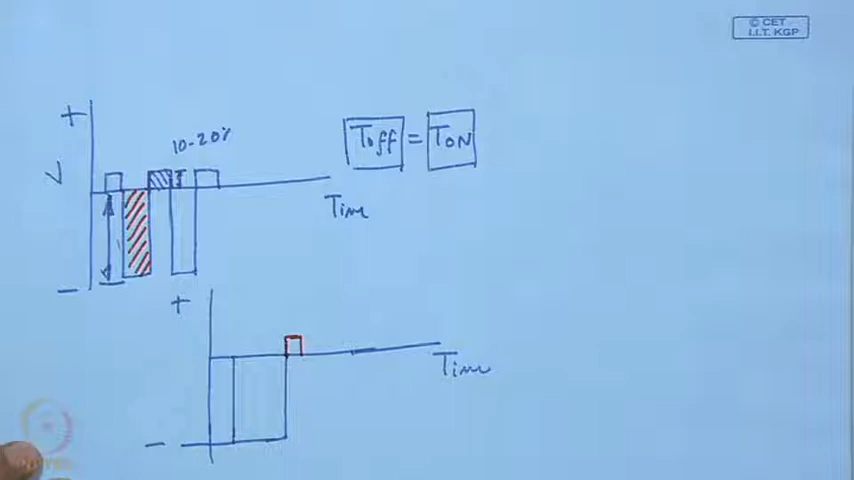 © CET
I.I.T. KGP
+
10-20%
Toff = TON
V
Time
-
+
Time
-